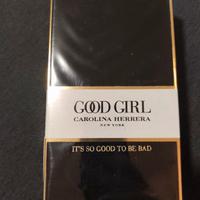 GOOD GIRL
CAROLINA HERRERA
NEW YORK
IT'S SO GOOD TO BE BAD